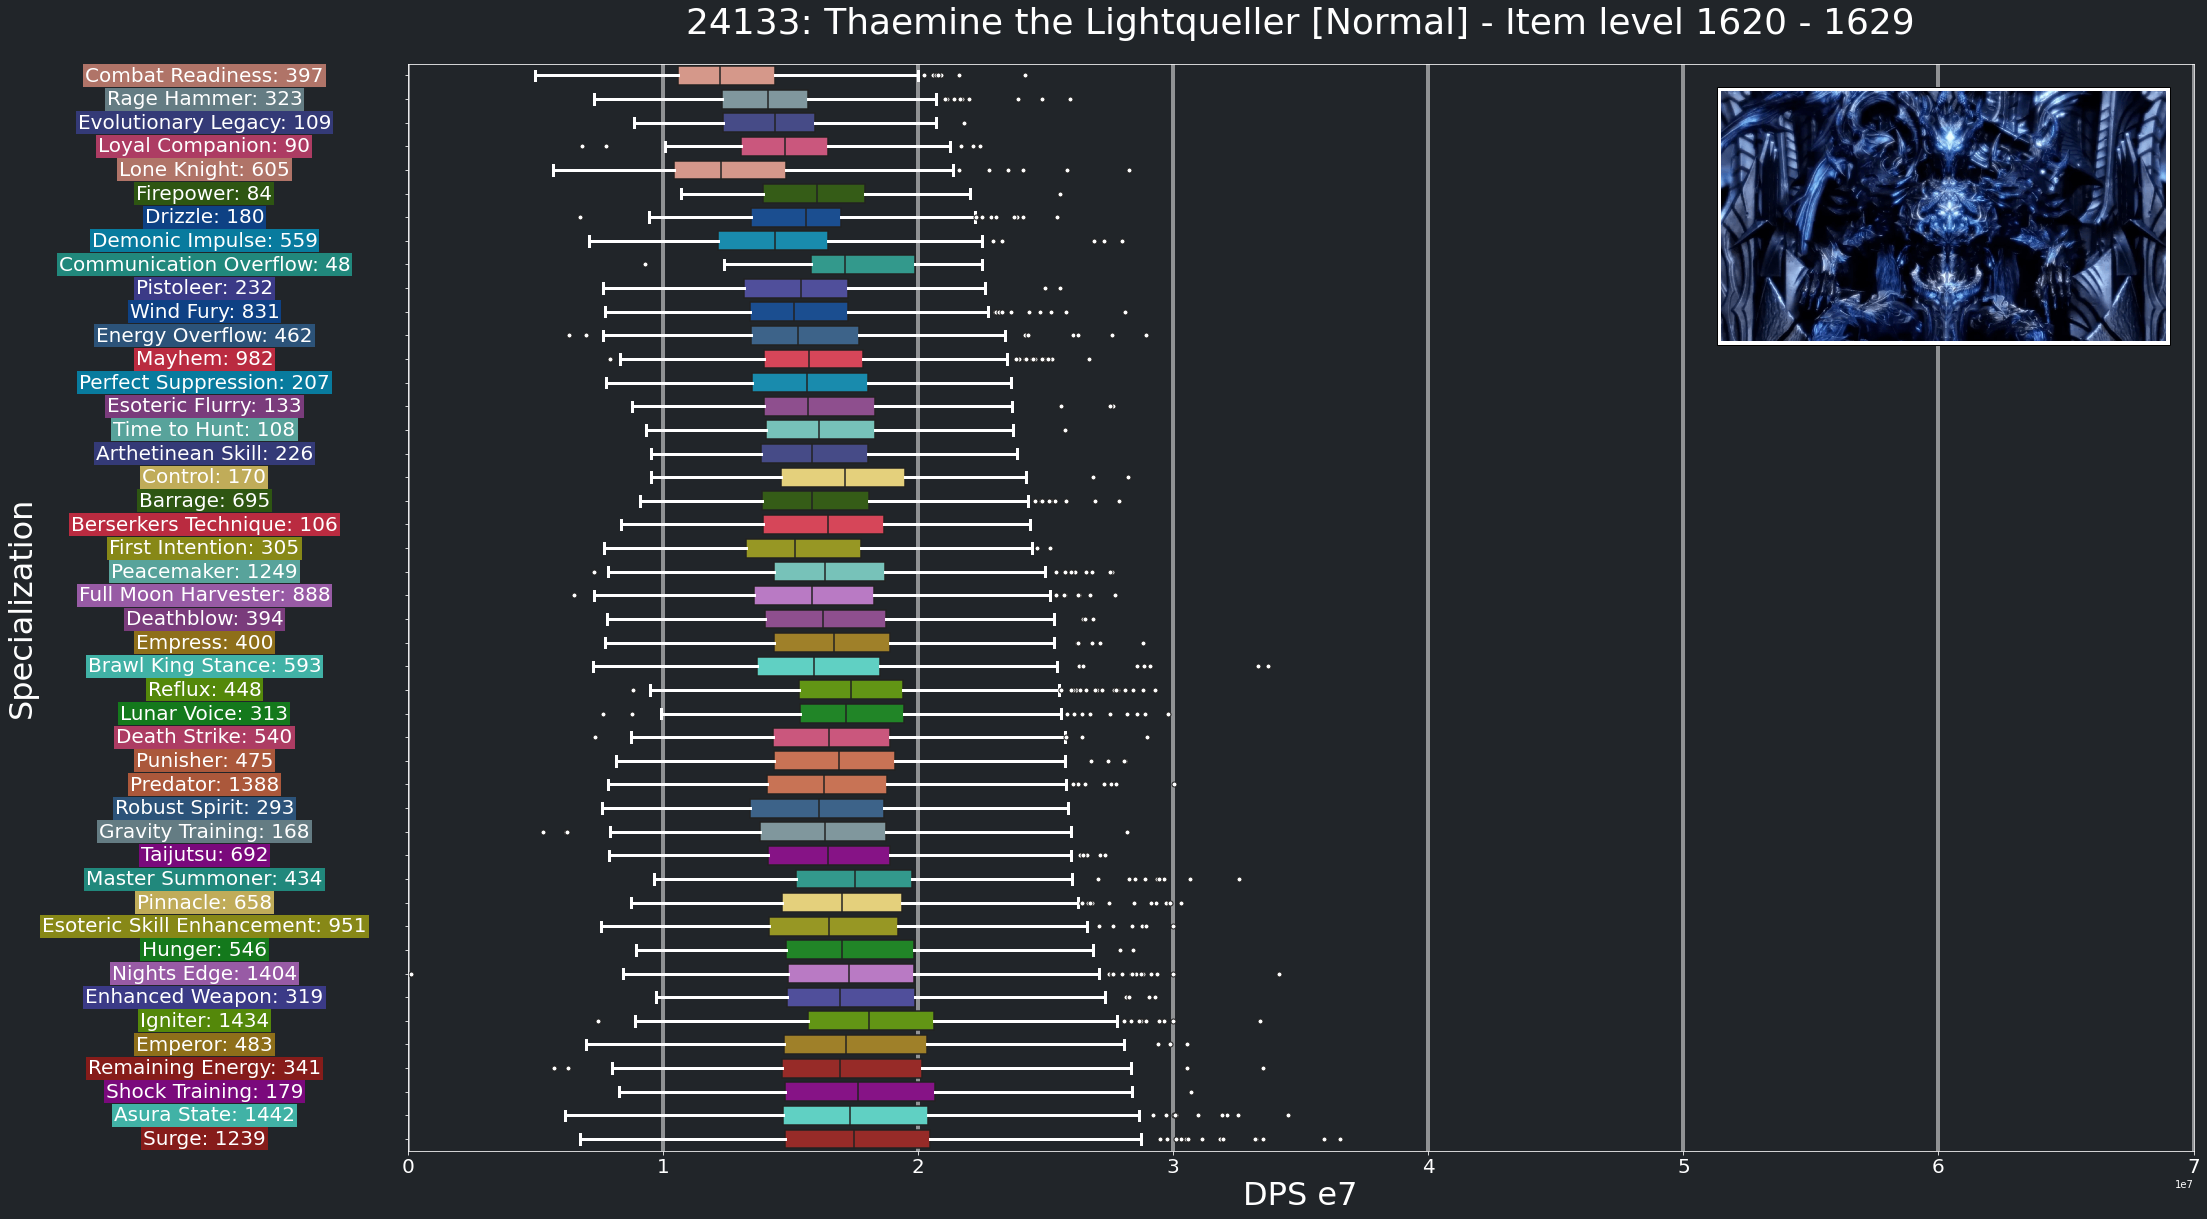 24133: Thaemine the Lightqueller [Normal] - Item level 1620 - 1629
Combat Readiness: 397
Rage Hammer: 323
Evolutionary Legacy: 109
Loyal Companion: 90
Lone Knight: 605
Firepower: 84
Drizzle: 180
Demonic Impulse: 559
Communication Overflow: 48
Pistoleer: 232
Wind Fury: 831
Energy Overflow: 462
Mayhem: 982
Perfect Suppression: 207
Esoteric Flurry: 133
Time to Hunt: 108
Arthetinean Skill: 226
Control: 170
Barrage: 695
Berserkers Technique: 106
First Intention: 305
Peacemaker: 1249
Full Moon Harvester: 888
Deathblow: 394
Empress: 400
Brawl King Stance: 593
Reflux: 448
Lunar Voice: 313
Death Strike: 540
Punisher: 475
Predator: 1388
Robust Spirit: 293
Gravity Training: 168
Taijutsu: 692
Master Summoner: 434
Pinnacle: 658
Esoteric Skill Enhancement: 951
Hunger: 546
Nights Edge: 1404
Enhanced Weapon: 319
Igniter: 1434
Emperor: 483
Remaining Energy: 341
Shock Training: 179
Asura State: 1442
Surge: 1239
Specialization
0 1 2 3 4 5 6 7
1e7
DPS e7